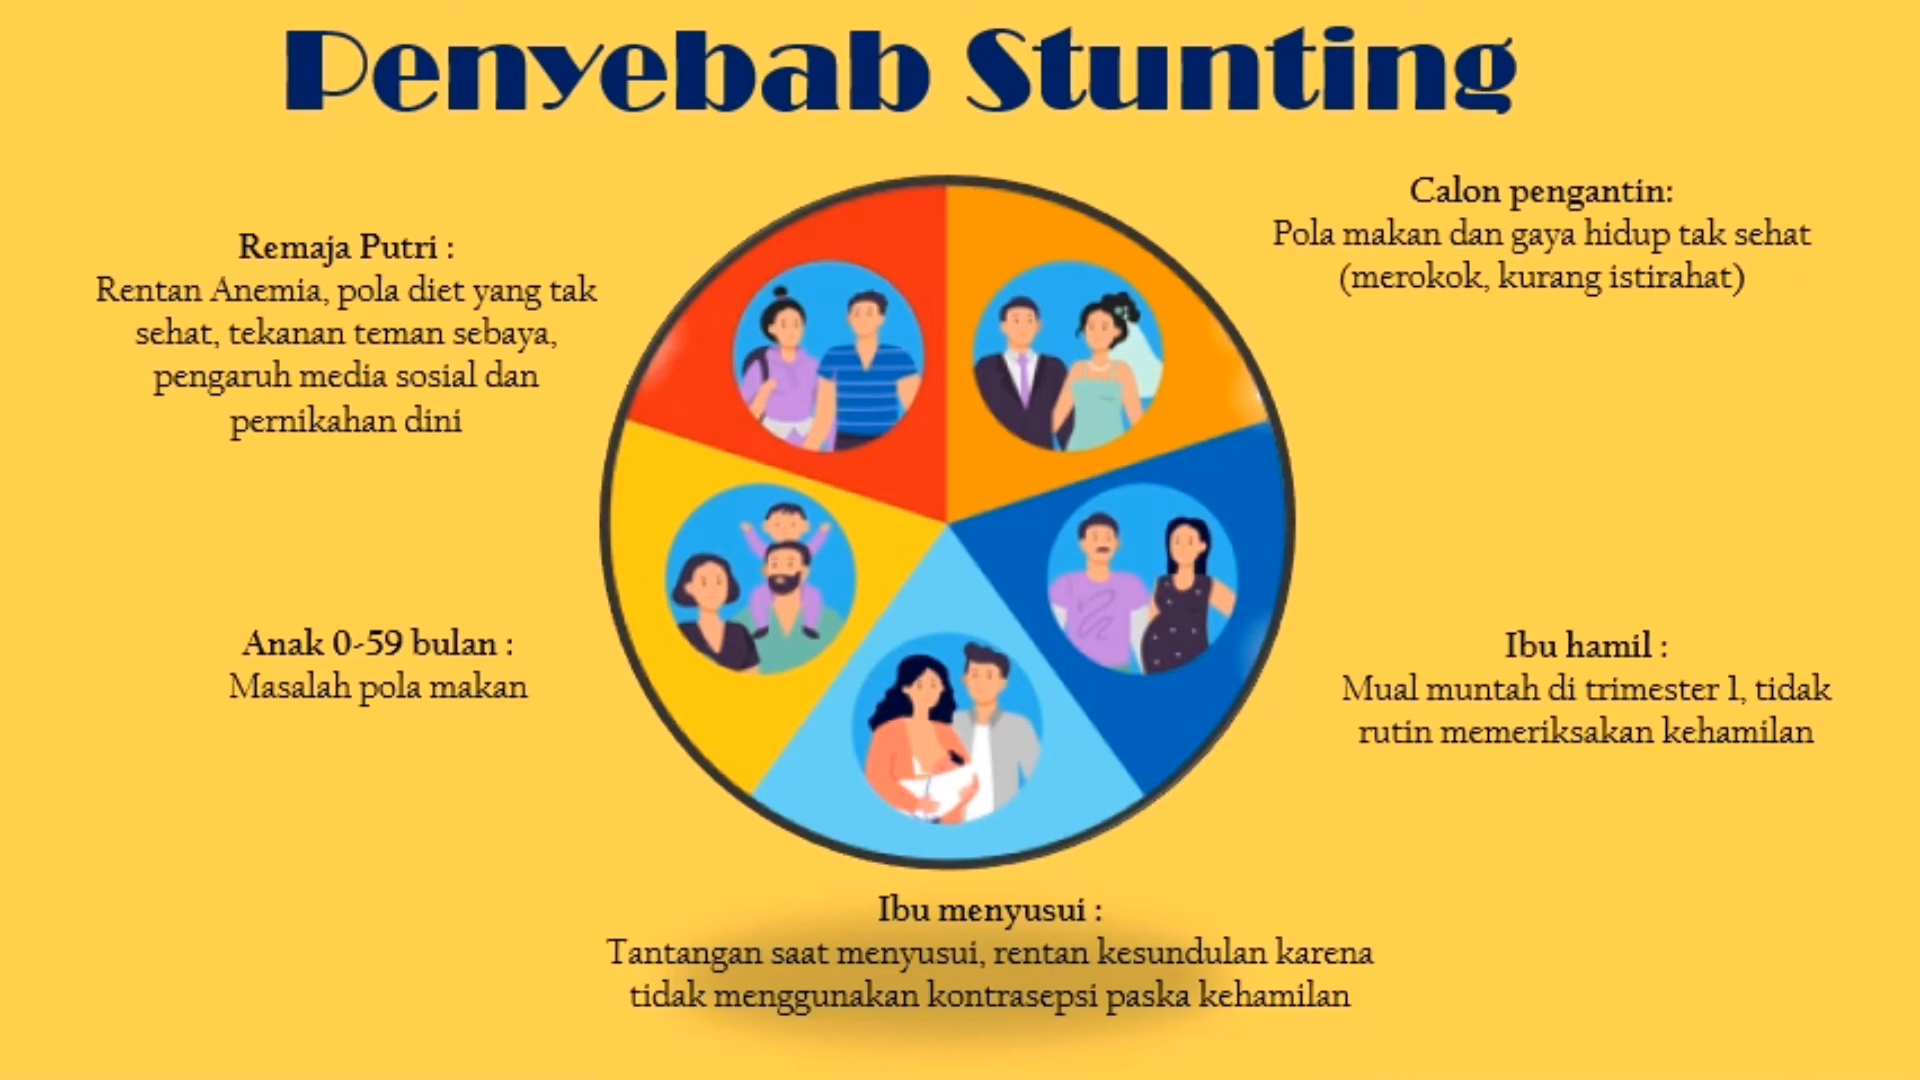 Penyebab Stunting
Remaja Putri :
Rentan Anemia, pola diet yang tak
sehat, tekanan teman sebaya,
pengaruh media sosial dan
pernikahan dini
Calon pengantin:
Pola makan dan gaya hidup tak sehat
(merokok, kurang istirahat)
Anak 0-59 bulan :
Masalah pola makan
Ibu hamil :
Mual muntah di trimester 1, tidak
rutin memeriksakan kehamilan
Ibu menyusui :
Tantangan saat menyusui, rentan kesundulan karena
tidak menggunakan kontrasepsi paska kehamilan